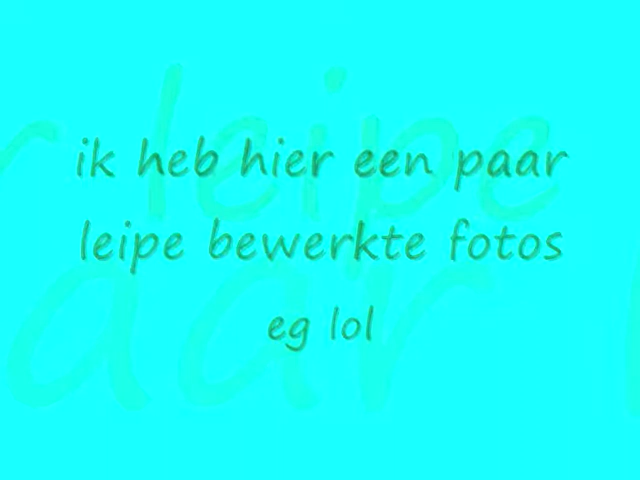 ik heb hier een paar
leipe bewerkte fotos
eg lol